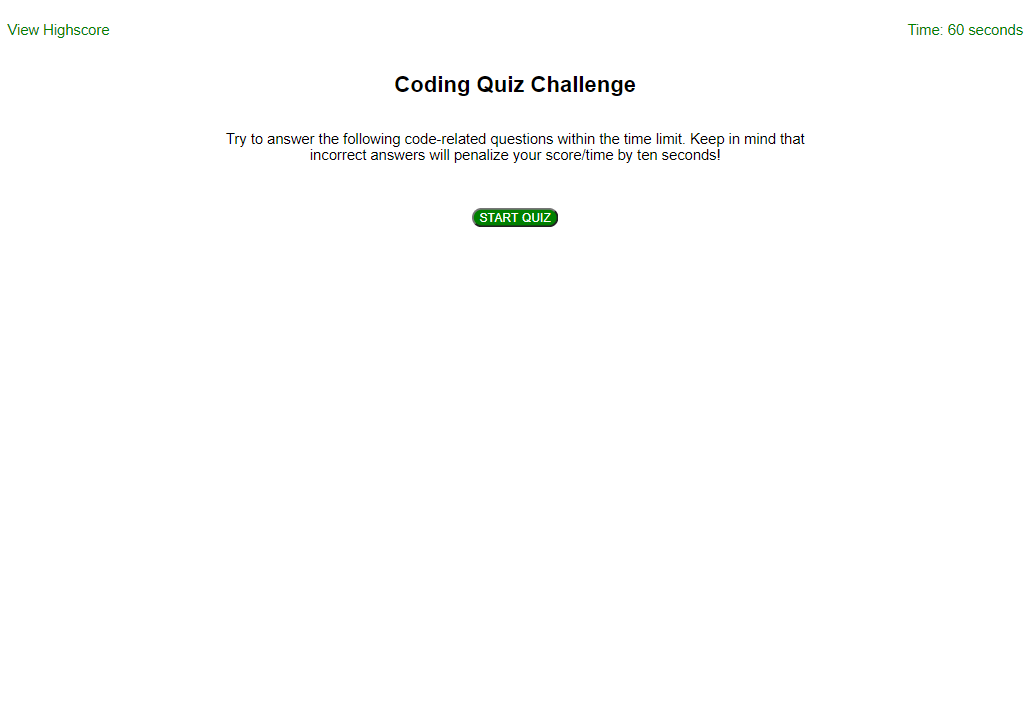 View Highscore
Time: 60 seconds
Coding Quiz Challenge
Try to answer the following code-related questions within the time limit. Keep in mind that
incorrect answers will penalize your score/time by ten seconds!
START QUIZ